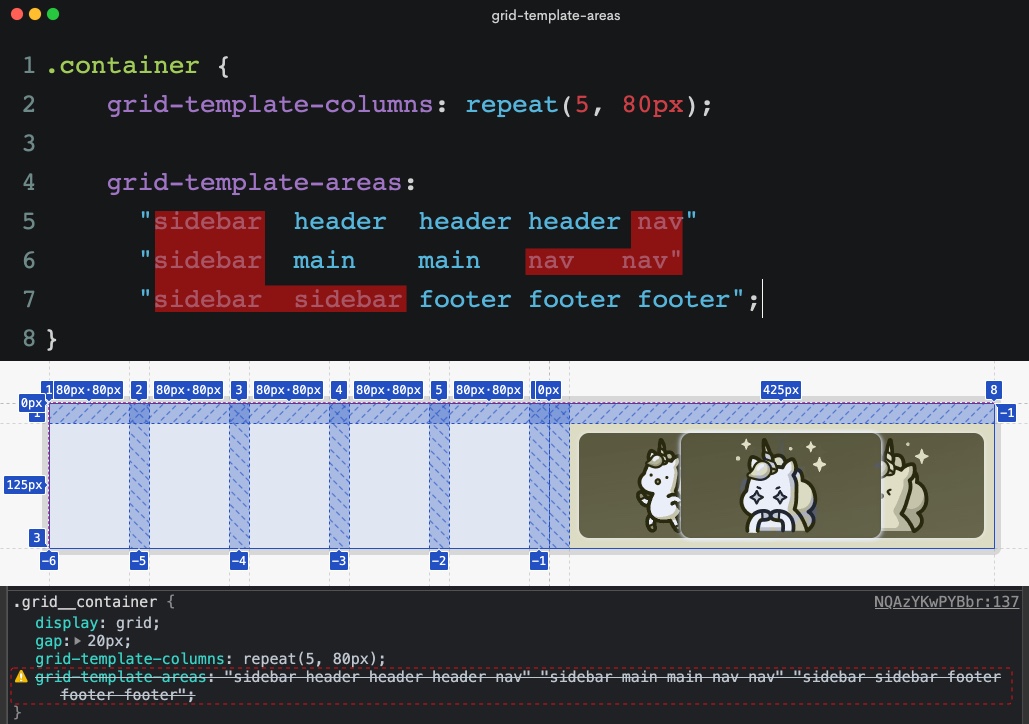 grid-template-areas
1 .container {
2 grid-template-columns: repeat(5, 80px);
3
4 grid-template-areas:
5 "sidebar header header header nav"
6 "sidebar main main nav nav"
7 "sidebar sidebar footer footer footer";
8 }
1 80px·80px 2 80px·80px 3 80px·80px 4 80px·80px 5 80px·80px 0px 425px 8
0px
1 -1
125px
3
-6 -5 -4 -3 -2 -1
.grid__container { NQAzYKwPYBbr:137
display: grid;
gap: 20px;
grid-template-columns: repeat(5, 80px);
grid-template-areas: "sidebar header header header nav" "sidebar main main nav nav" "sidebar sidebar footer
footer footer";
}